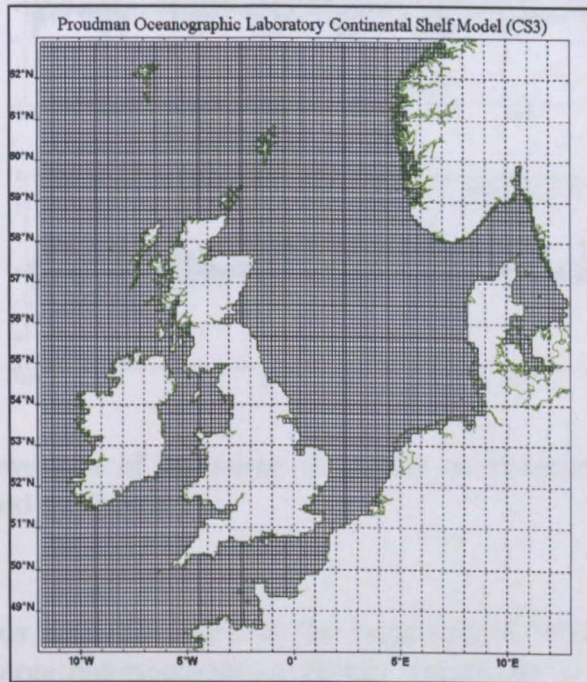 Proudman Oceanographic Laboratory Continental Shelf Model (CS3)
62°N
61°N
60°N
59°N
58°N
57°N
56°N
55°N
54°N
53°N
52°N
51°N
50°N
49°N
10°W
5°W
0°
5°E
10°E